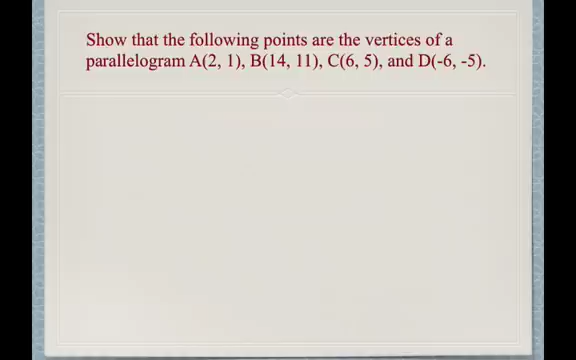 Show that the following points are the vertices of a
parallelogram A(2, 1), B(14, 11), C(6, 5), and D(-6, -5).